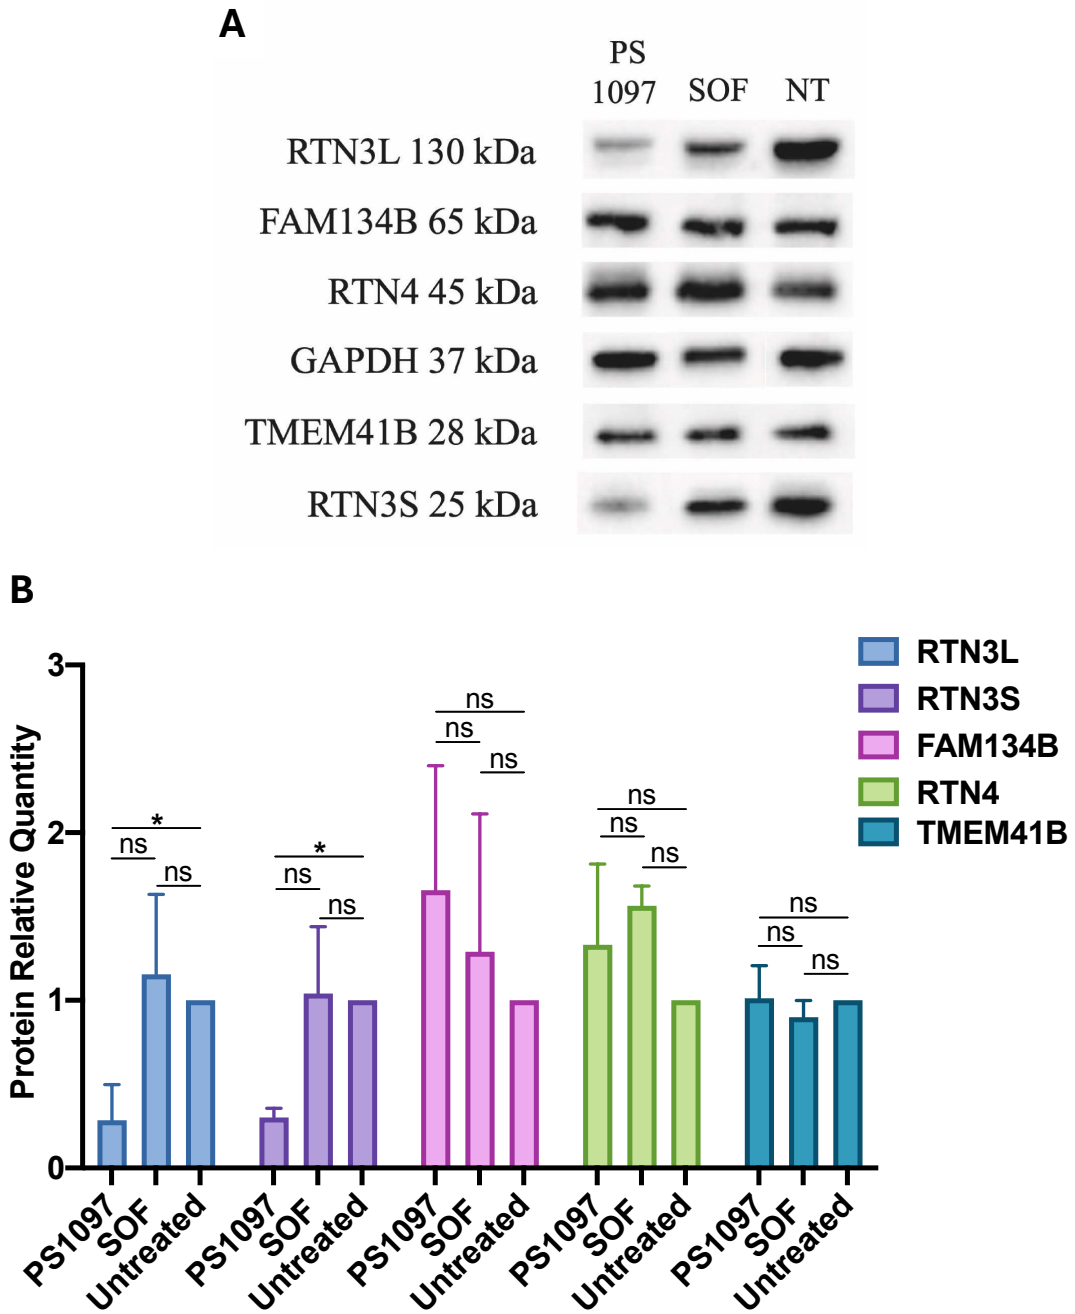 A
PS
1097 SOF NT
RTN3L 130 kDa
FAM134B 65 kDa
RTN4 45 kDa
GAPDH 37 kDa
TMEM41B 28 kDa
RTN3S 25 kDa
B
Protein Relative Quantity
3
2
1
0
* ns ns
* ns ns
ns ns ns
ns ns ns
ns ns ns
RTN3L
RTN3S
FAM134B
RTN4
TMEM41B
PS1097 SOF Untreated PS1097 SOF Untreated PS1097 SOF Untreated PS1097 SOF Untreated PS1097 SOF Untreated